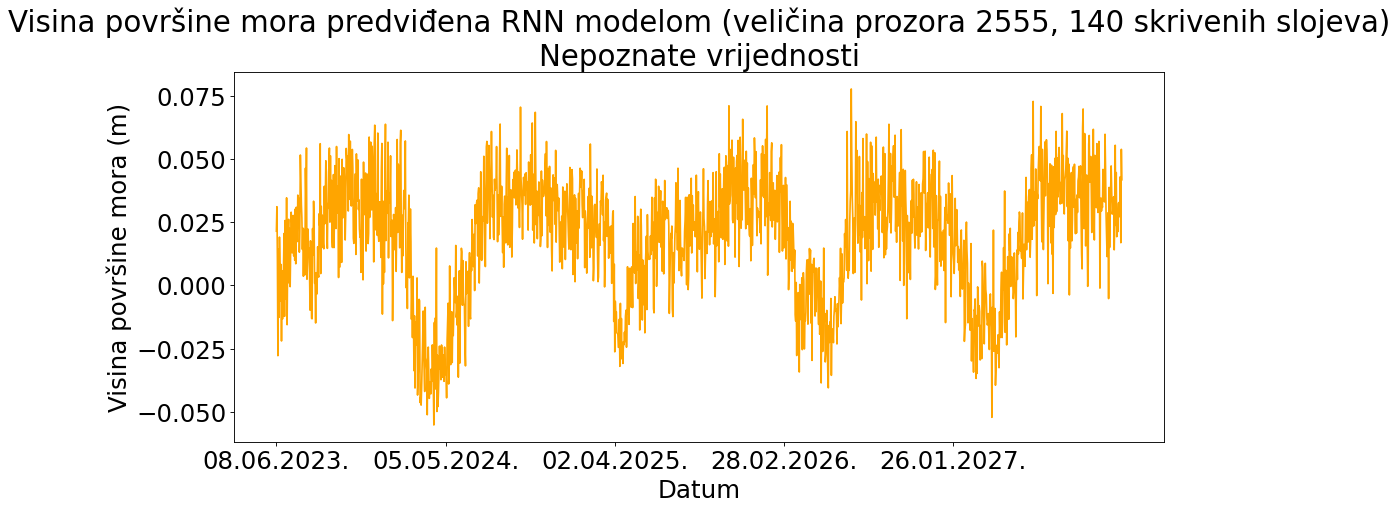 Visina površine mora predviđena RNN modelom (veličina prozora 2555, 140 skrivenih slojeva)
Nepoznate vrijednosti
Visina površine mora (m)
0.075
0.050
0.025
0.000
−0.025
−0.050
08.06.2023. 05.05.2024. 02.04.2025. 28.02.2026. 26.01.2027.
Datum